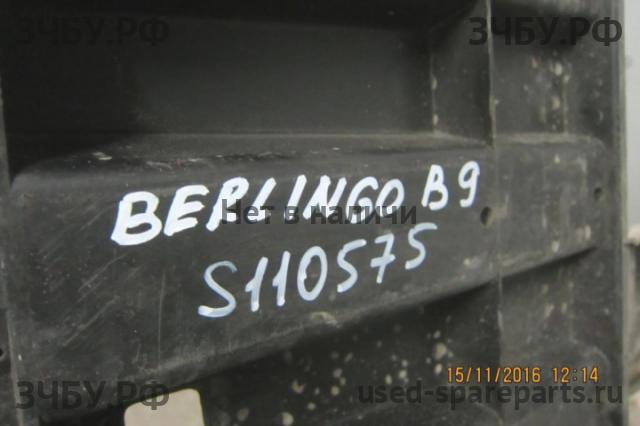 ЗЧБУ.РФ ЗЧБУ.РФ
BERLINGO B9
Нет в наличии
S110575
15/11/2016 12:14
ЗЧБУ.РФ used-spareparts.ru